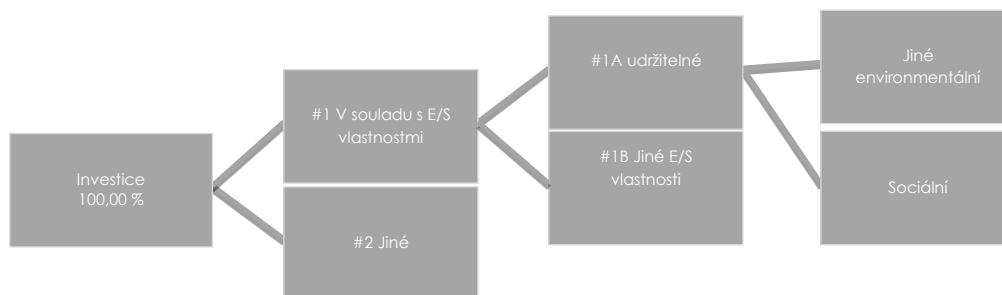 Investice
100,00 %
#1 V souladu s E/S
vlastnostmi
#2 Jiné
#1A udržitelné
#1B Jiné E/S
vlastnosti
Jiné
environmentální
Sociální